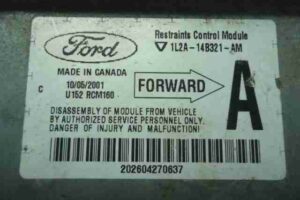 Ford
Restraints Control Module
1L2A-14B321-AM
MADE IN CANADA
C 10/05/2001
U152 RCM160
FORWARD
A
DISASSEMBLY OF MODULE FROM VEHICLE
BY AUTHORIZED SERVICE PERSONNEL ONLY.
DANGER OF INJURY AND MALFUNCTION!
202604270637